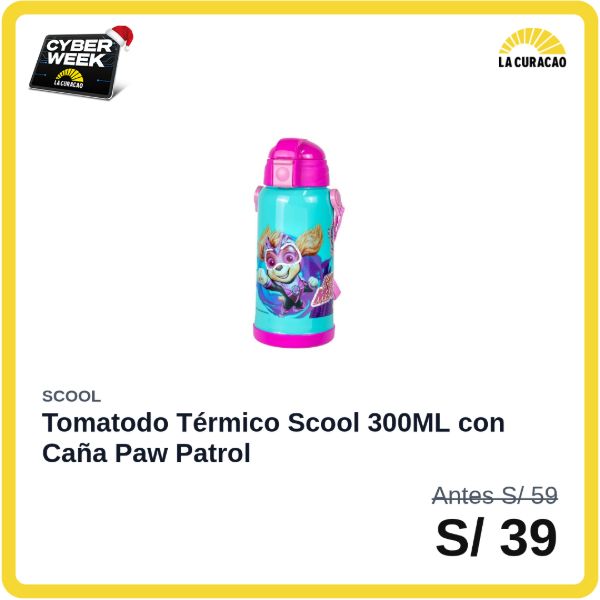 CYBER
WEEK
LA CURACAO
LA CURACAO
SCOOL
Tomatodo Térmico Scool 300ML con
Caña Paw Patrol
Antes S/ 59
S/ 39